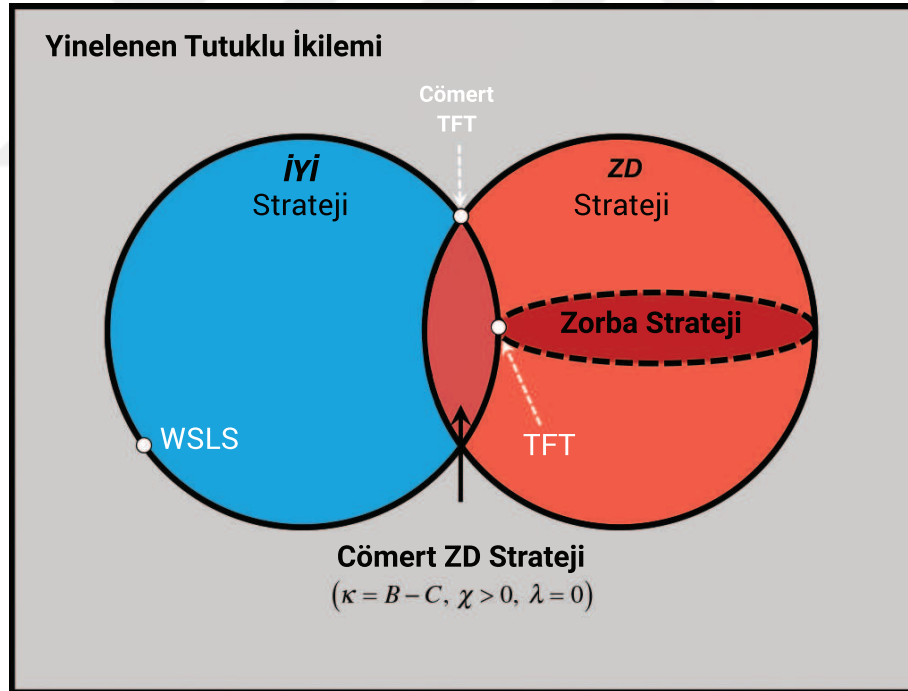 Yinelenen Tutuklu İkilemi
Cömert
TFT
İYİ
Strateji
ZD
Strateji
Zorba Strateji
WSLS
TFT
Cömert ZD Strateji
(κ = B – C, χ > 0, λ = 0)